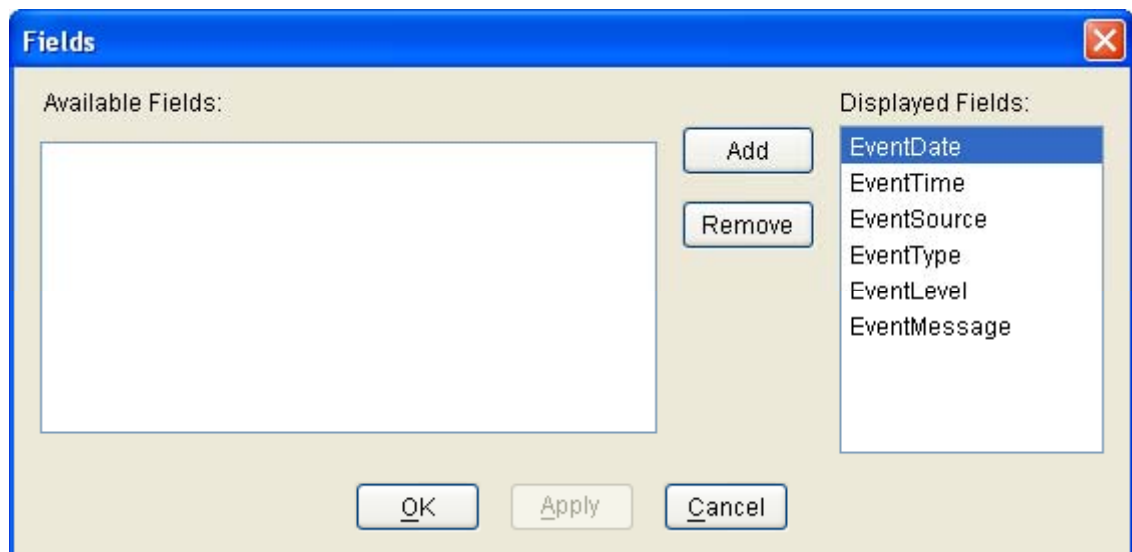 Fields
Available Fields:
Displayed Fields:
Add
Remove
EventDate
EventTime
EventSource
EventType
EventLevel
EventMessage
OK
Apply
Cancel